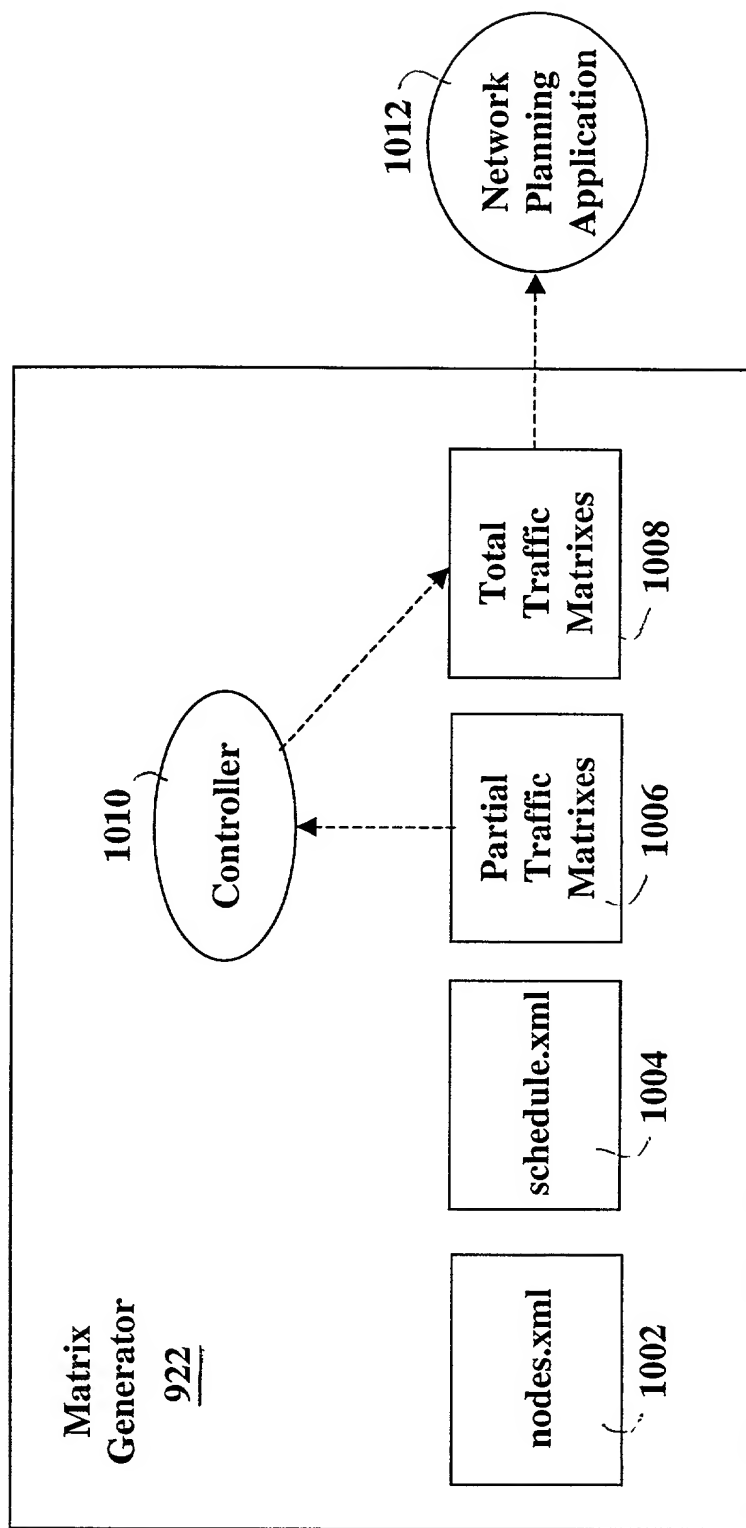 Matrix
Generator
922
1010
Controller
1012
Network
Planning
Application
nodes.xml
1002
schedule.xml
1004
Partial
Traffic
Matrixes
1006
Total
Traffic
Matrixes
1008